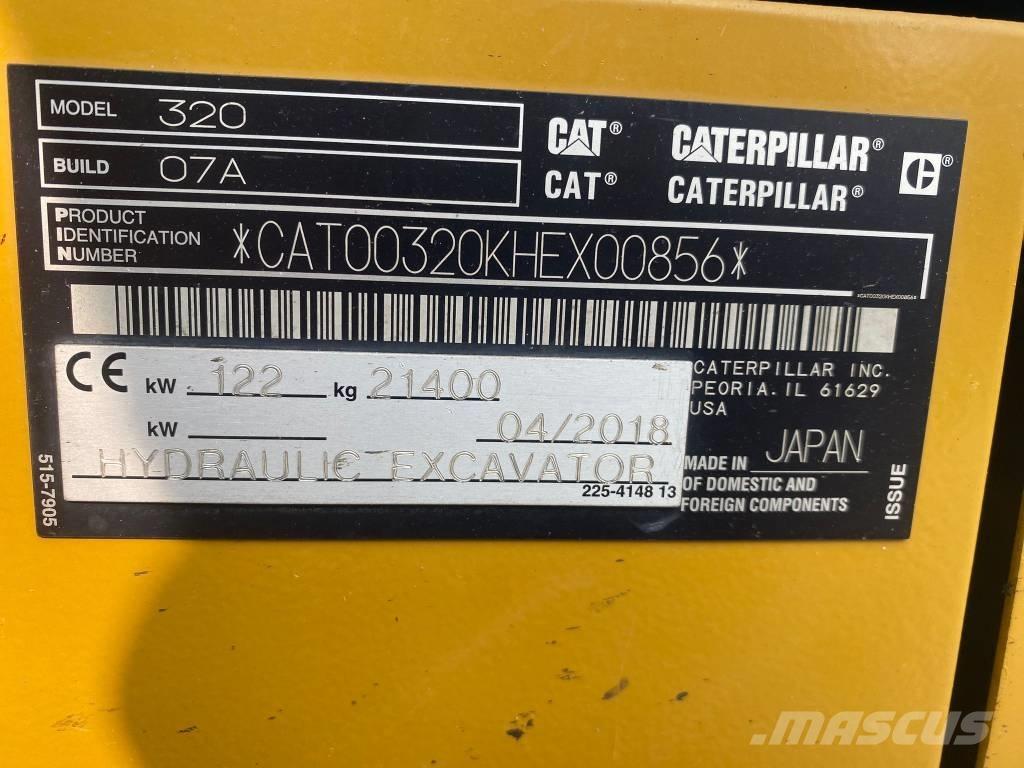 MODEL 320
BUILD 07A
CAT® CATERPILLAR® C®
CAT® CATERPILLAR®
PRODUCT
IDENTIFICATION
NUMBER
*CAT00320KHEX00856*
*CAT00320KHEX00856*
CE kW 122 kg 21400
kW 04/2018
HYDRAULIC EXCAVATOR
225-4148 13
CATERPILLAR INC.
PEORIA. IL 61629
USA
MADE IN JAPAN
OF DOMESTIC AND
FOREIGN COMPONENTS
515-7905
ISSUE
MASCUS